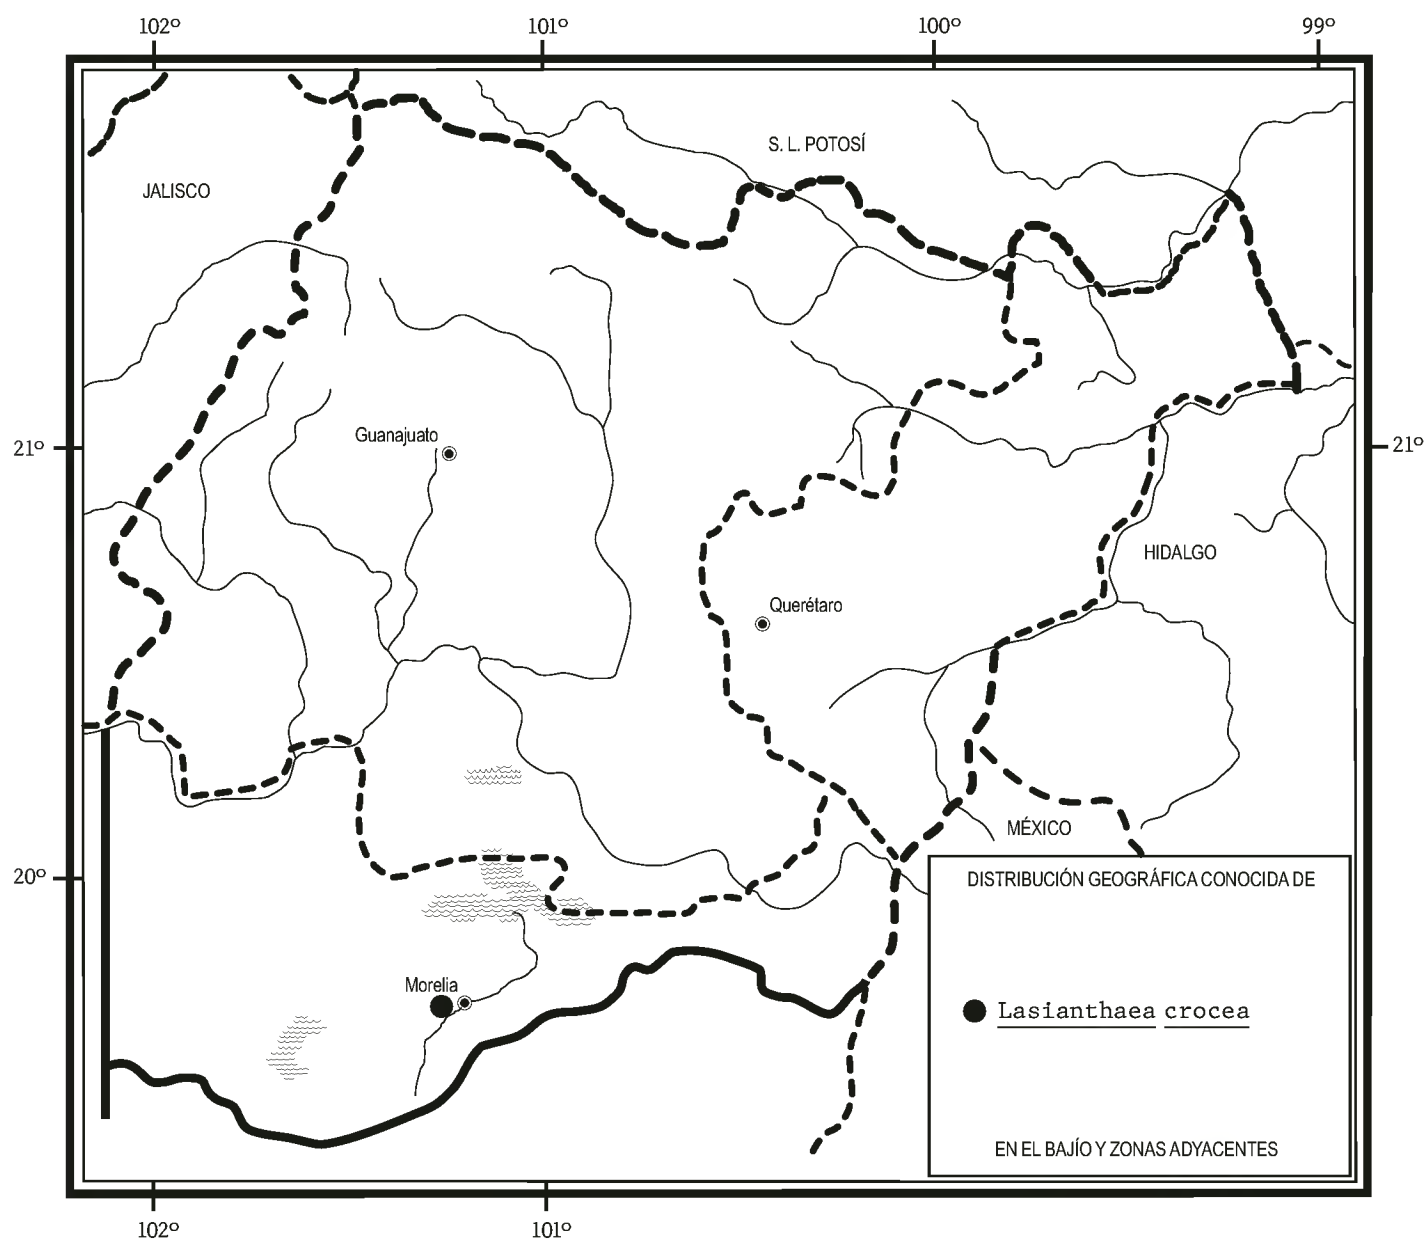 102º 101º 100º 99º
S. L. POTOSÍ
JALISCO
Guanajuato
21º 21º
HIDALGO
Querétaro
MÉXICO
20º
DISTRIBUCIÓN GEOGRÁFICA CONOCIDA DE
Morelia
Lasianthaea crocea
EN EL BAJÍO Y ZONAS ADYACENTES
102º 101º